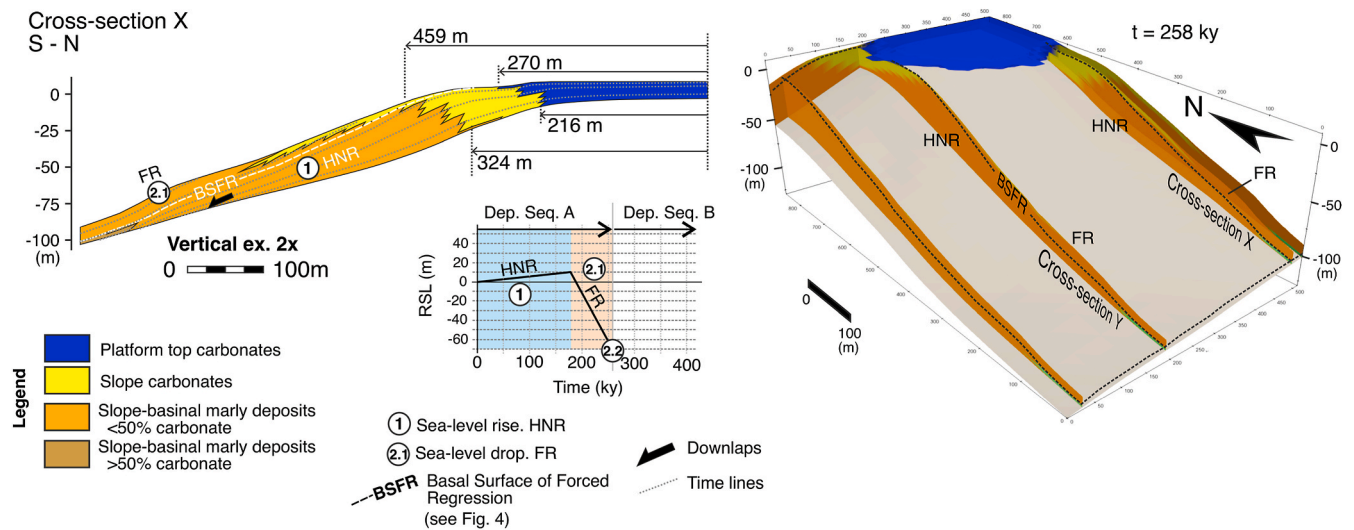 Cross-section X
S - N
459 m
270 m
216 m
324 m
0
-25
-50
-75
-100
(m)
FR
2.1
BSFR
1
HNR
Vertical ex. 2x
0 100m
Dep. Seq. A Dep. Seq. B
RSL (m)
40
20
0
-20
-40
-60
HNR
1
2.1
FR
2.2
0 100 200 300 400
Time (ky)
Legend
Platform top carbonates
Slope carbonates
Slope-basinal marly deposits
<50% carbonate
Slope-basinal marly deposits
>50% carbonate
1 Sea-level rise. HNR
2.1 Sea-level drop. FR
BSFR Basal Surface of Forced
Regression
(see Fig. 4)
Downlaps
Time lines
t = 258 ky
N
0
-50
-100
(m)
HNR
BSFR
FR
Cross-section Y
HNR
FR
Cross-section X
0
-50
-100
(m)
0
100
(m)